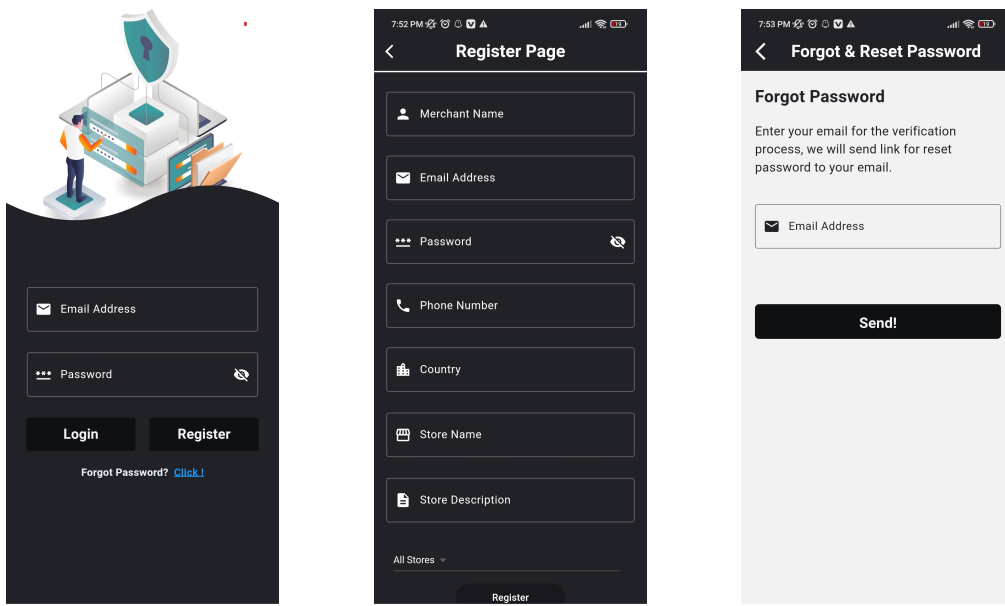 Email Address
Password
Login
Register
Forgot Password? Click !
7:52 PM
19
Register Page
Merchant Name
Email Address
Password
Phone Number
Country
Store Name
Store Description
All Stores
Register
7:53 PM
19
Forgot & Reset Password
Forgot Password
Enter your email for the verification
process, we will send link for reset
password to your email.
Email Address
Send!